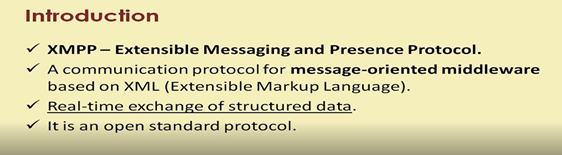 Introduction
✓ XMPP – Extensible Messaging and Presence Protocol.
✓ A communication protocol for message-oriented middleware
based on XML (Extensible Markup Language).
✓ Real-time exchange of structured data.
✓ It is an open standard protocol.